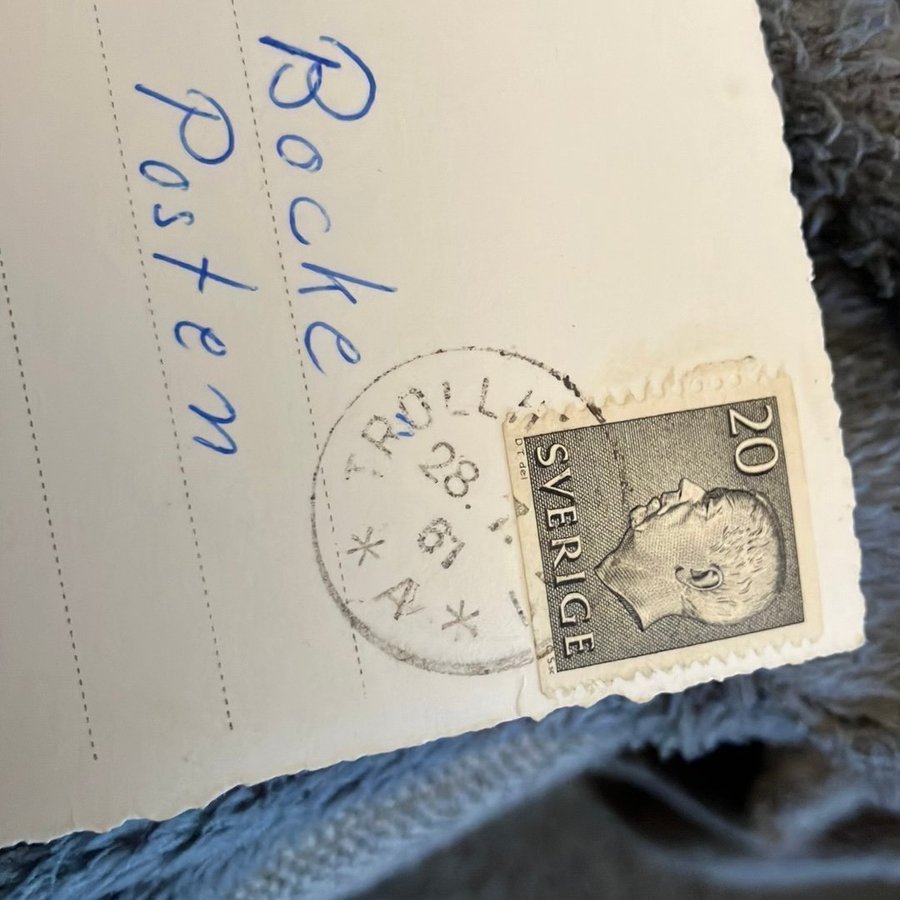 20
SVERIGE
Bocke
Posten
TROLLH
28.
61
* A *